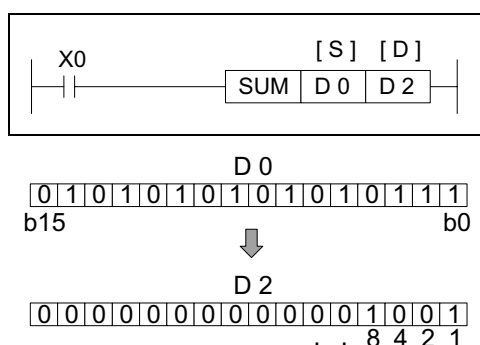 [ S ] [ D ]
X0
SUM D 0 D 2
D 0
0 1 0 1 0 1 0 1 0 1 0 1 0 1 1 1
b15 b0
D 2
0 0 0 0 0 0 0 0 0 0 0 0 1 0 0 1
. . 8 4 2 1